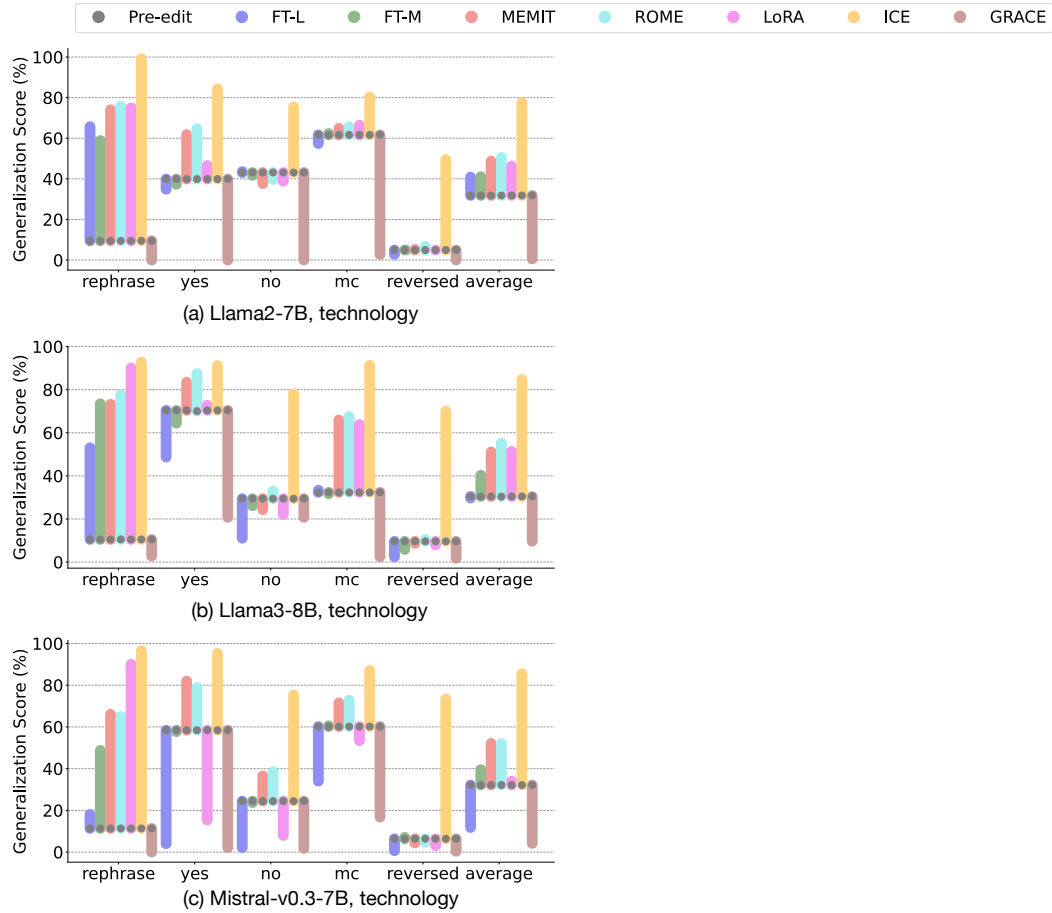 Pre-edit FT-L FT-M MEMIT ROME LoRA ICE GRACE
Generalization Score (%)
100
80
60
40
20
0
rephrase yes no mc reversed average
(a) Llama2-7B, technology
Generalization Score (%)
100
80
60
40
20
0
rephrase yes no mc reversed average
(b) Llama3-8B, technology
Generalization Score (%)
100
80
60
40
20
0
rephrase yes no mc reversed average
(c) Mistral-v0.3-7B, technology